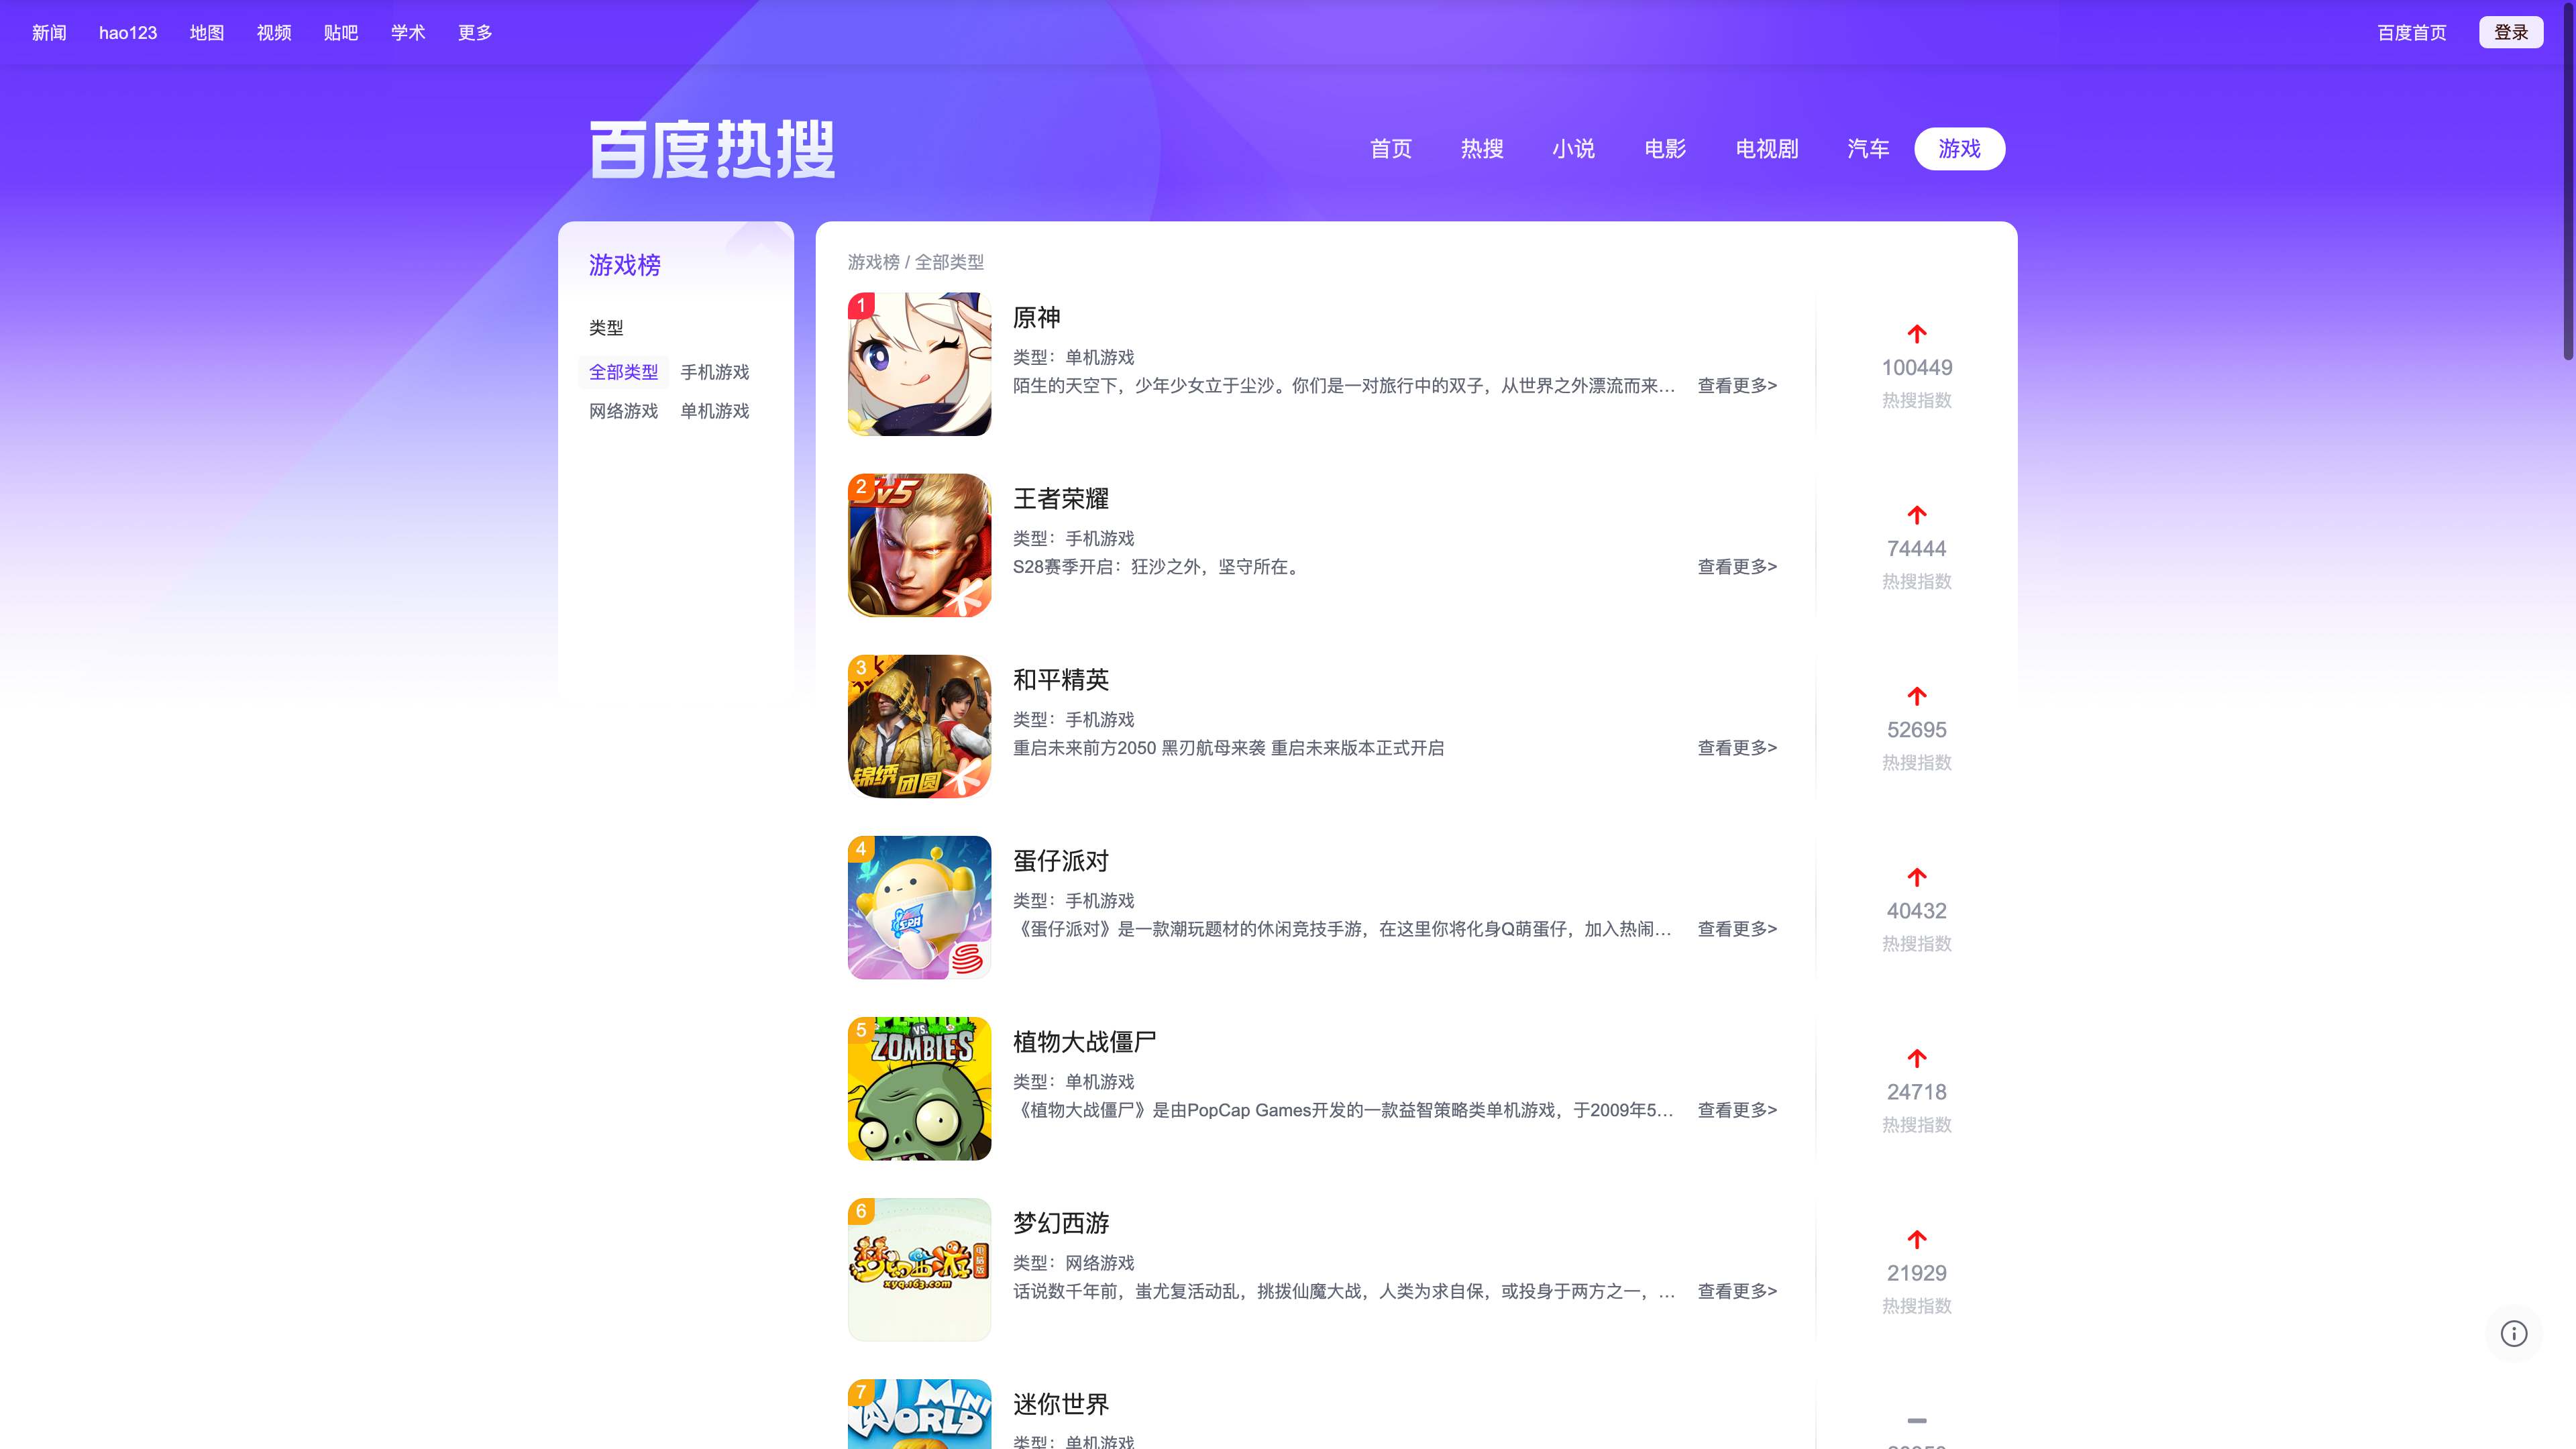 新闻 hao123 地图 视频 贴吧 学术 更多 百度首页 登录
百度热搜
首页 热搜 小说 电影 电视剧 汽车 游戏
游戏榜
类型
全部类型 手机游戏
网络游戏 单机游戏
游戏榜 / 全部类型
1
原神
类型：单机游戏
陌生的天空下，少年少女立于尘沙。你们是一对旅行中的双子，从世界之外漂流而来… 查看更多>
100449
热搜指数
2
5v5
王者荣耀
类型：手机游戏
S28赛季开启：狂沙之外，坚守所在。 查看更多>
74444
热搜指数
3
锦绣团圆
和平精英
类型：手机游戏
重启未来前方2050 黑刃航母来袭 重启未来版本正式开启 查看更多>
52695
热搜指数
4
蛋仔派对
类型：手机游戏
《蛋仔派对》是一款潮玩题材的休闲竞技手游，在这里你将化身Q萌蛋仔，加入热闹… 查看更多>
40432
热搜指数
5
VS.
ZOMBIES
植物大战僵尸
类型：单机游戏
《植物大战僵尸》是由PopCap Games开发的一款益智策略类单机游戏，于2009年5… 查看更多>
24718
热搜指数
6
梦幻西游 电脑版
xyq.163.com
梦幻西游
类型：网络游戏
话说数千年前，蚩尤复活动乱，挑拨仙魔大战，人类为求自保，或投身于两方之一，… 查看更多>
21929
热搜指数
7
MINI
WORLD
迷你世界
类型：单机游戏